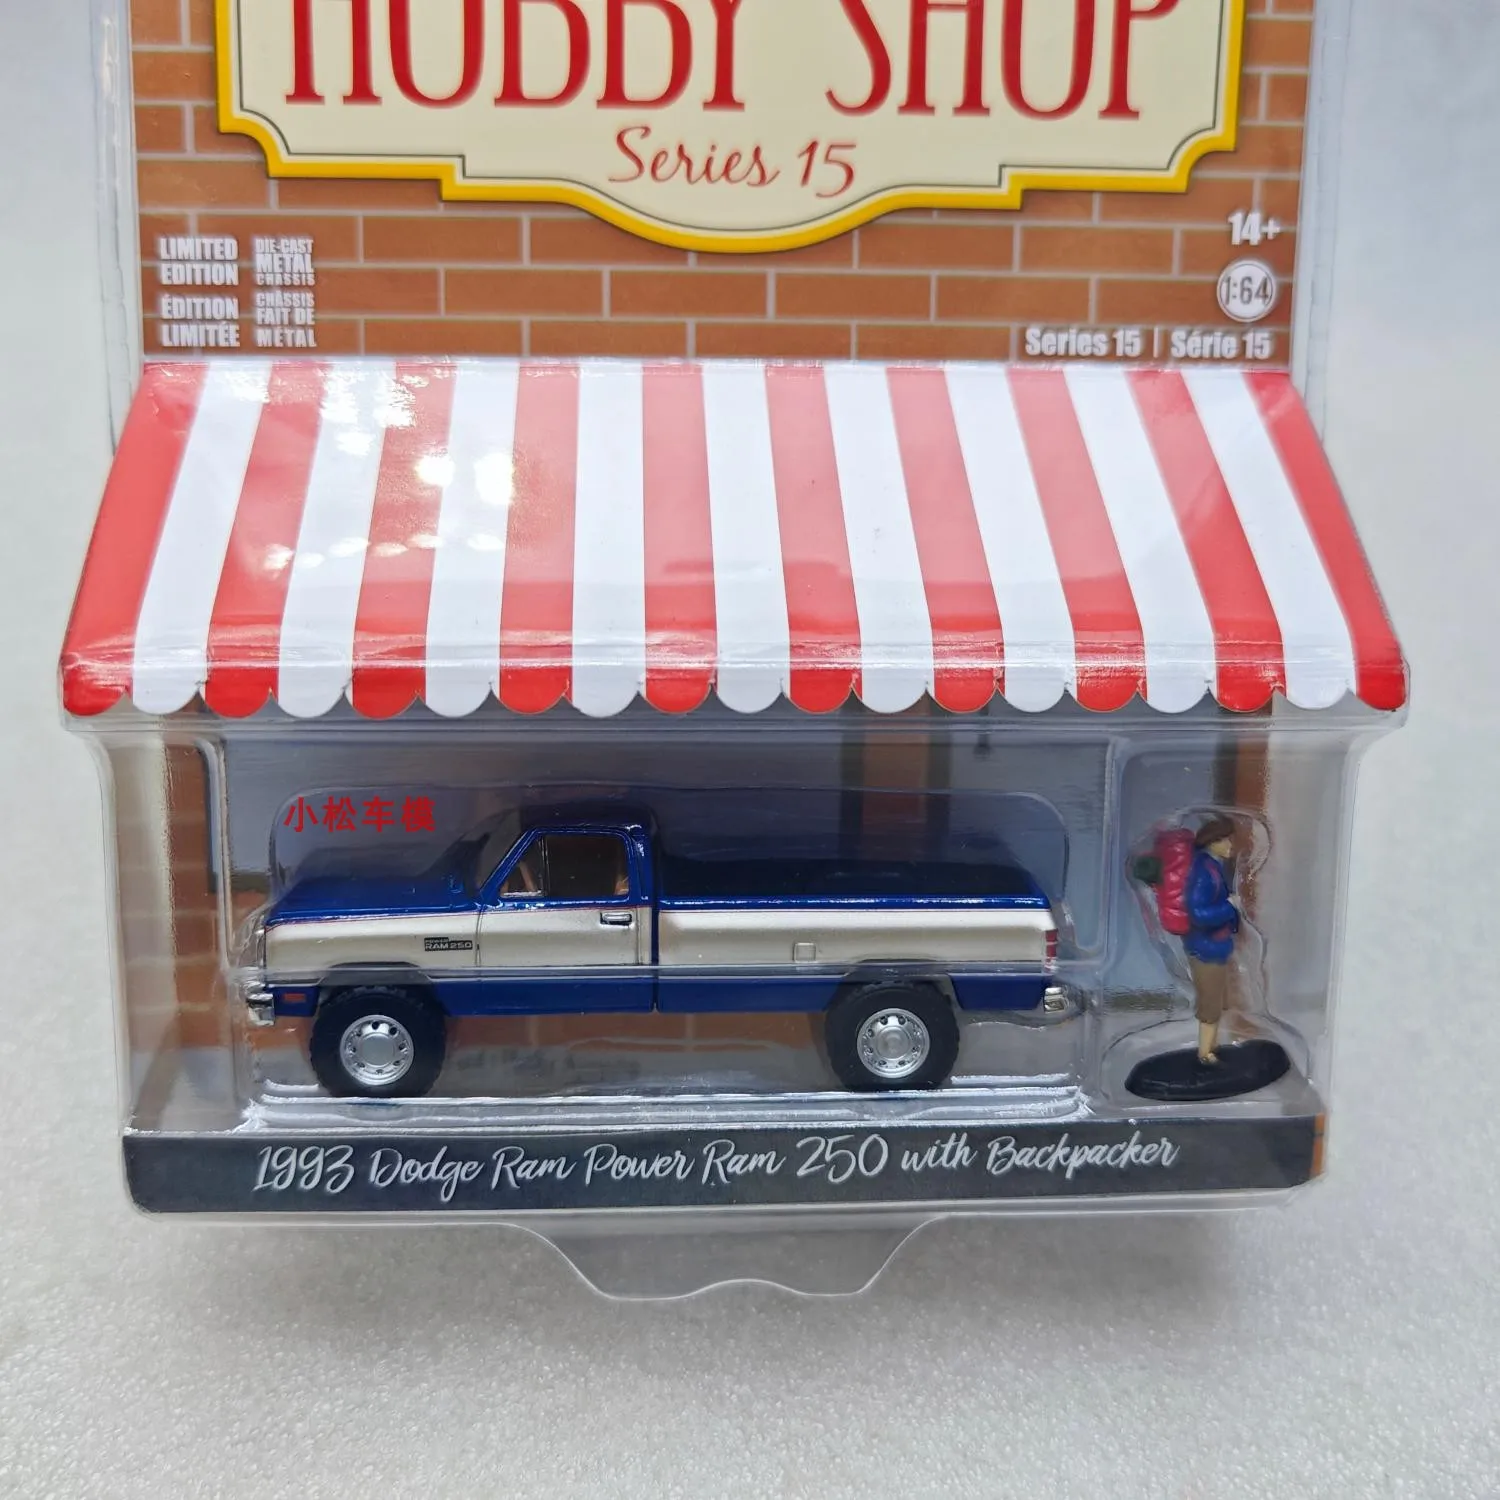 HOBBY SHOP
Series 15
LIMITED
EDITION
ÉDITION
LIMITÉE
DIE-CAST
METAL
CHASSIS
CHÂSSIS
FAIT DE
MÉTAL
14+
1:64
Series 15 | Série 15
小松车模
POWER
RAM 250
1993 Dodge Ram Power Ram 250 with Backpacker